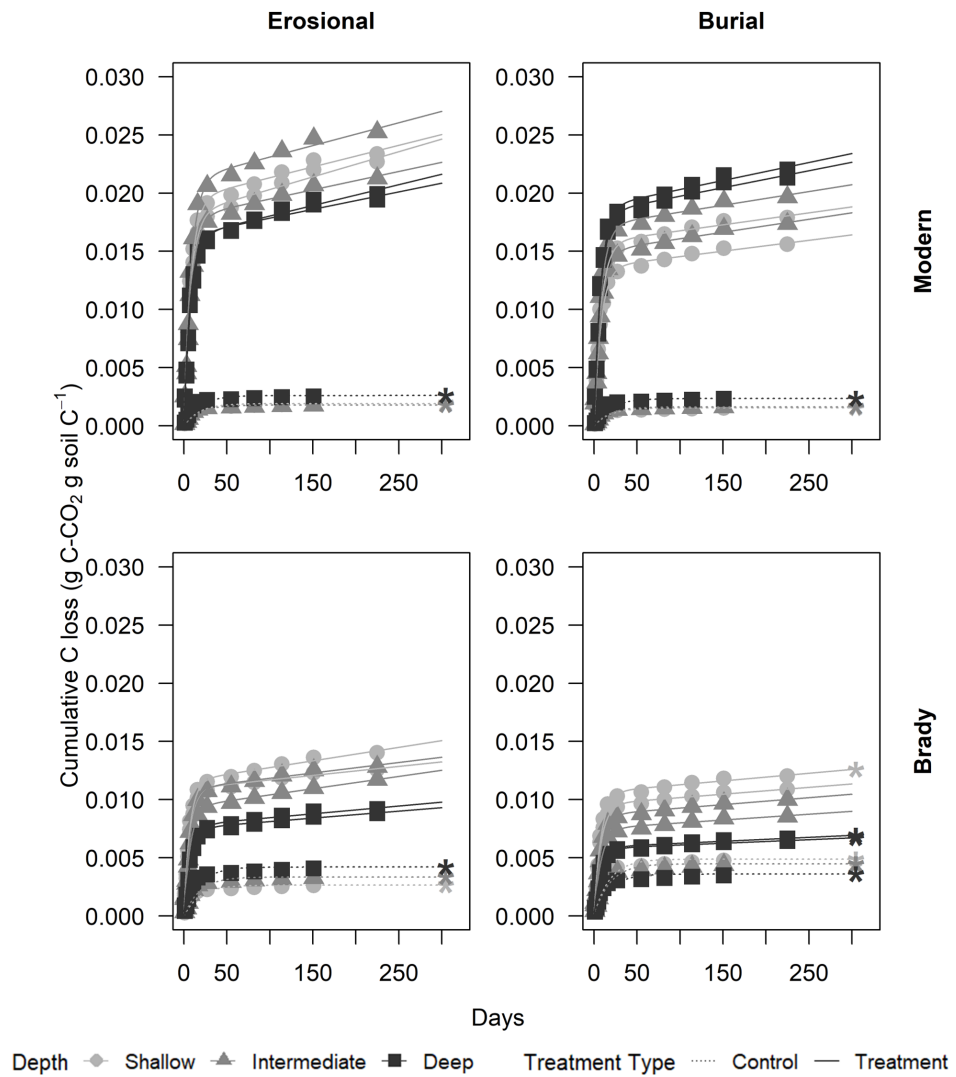 Erosional Burial
0.030 0.030
0.025 0.025
0.020 0.020
0.015 0.015
0.010 0.010
0.005 0.005
0.000 0.000
Modern
0 50 150 250 0 50 150 250
Cumulative C loss (g C-CO₂ g soil C⁻¹)
0.030 0.030
0.025 0.025
0.020 0.020
0.015 0.015
0.010 0.010
0.005 0.005
0.000 0.000
Brady
0 50 150 250 0 50 150 250
Days
Depth Shallow Intermediate Deep Treatment Type Control Treatment